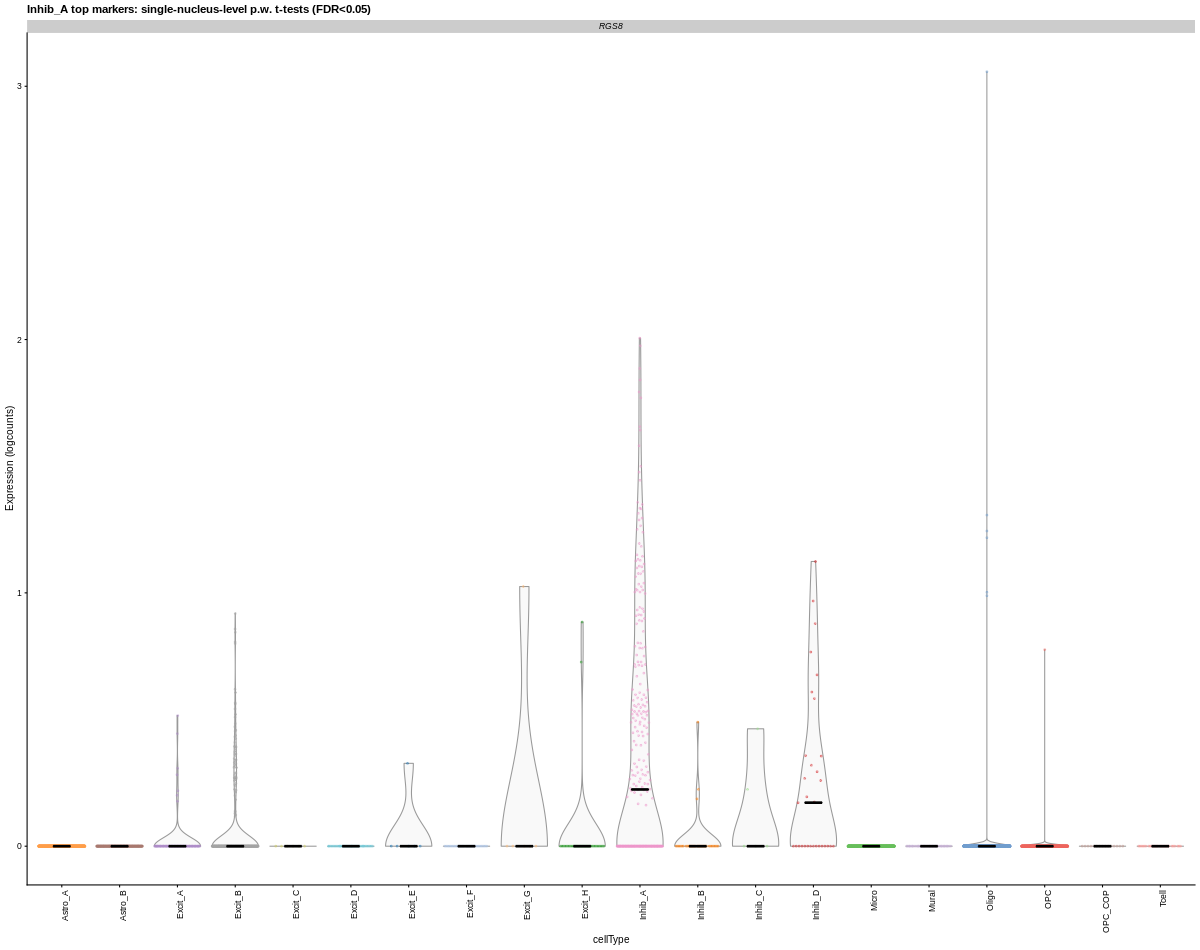 Inhib_A top markers: single-nucleus-level p.w. t-tests (FDR<0.05)
RGS8
Expression (logcounts)
3
2
1
0
Astro_A
Astro_B
Excit_A
Excit_B
Excit_C
Excit_D
Excit_E
Excit_F
Excit_G
Excit_H
Inhib_A
Inhib_B
Inhib_C
Inhib_D
Micro
Mural
Oligo
OPC
OPC_COP
Tcell
cellType